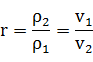 r = ρ₂/ρ₁ = v₁/v₂